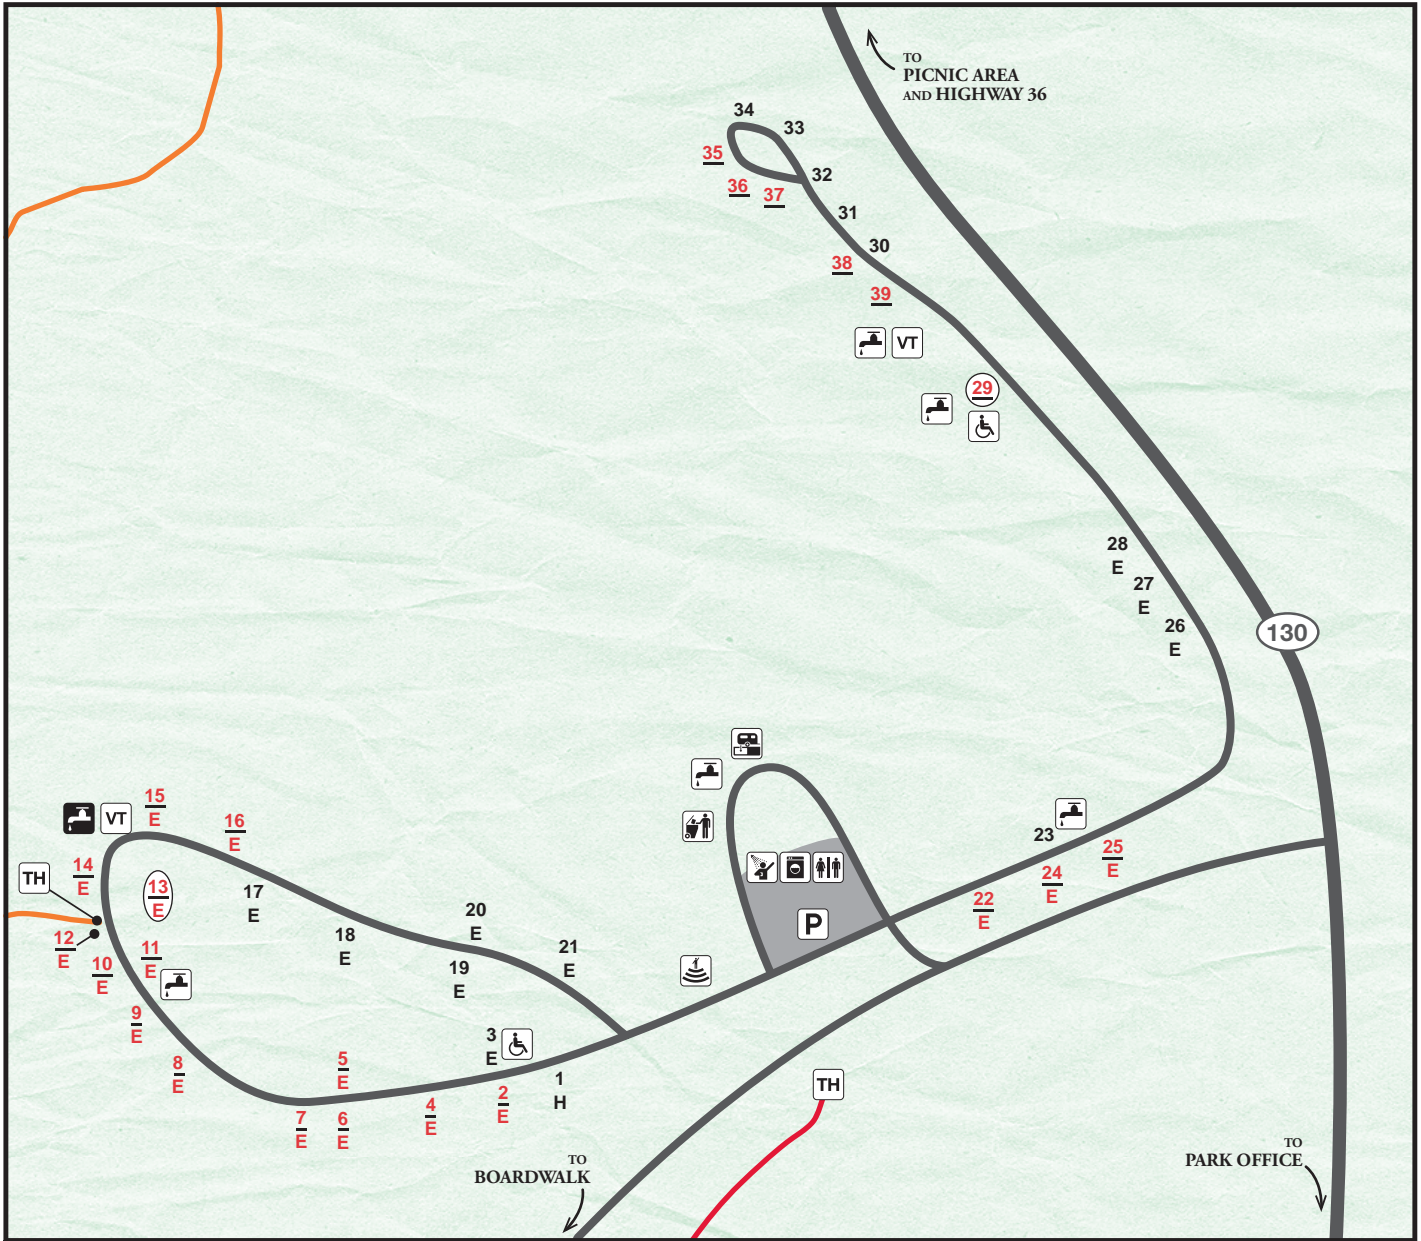 TO
PICNIC AREA
AND HIGHWAY 36
34
33
35
32
36
37
31
30
38
39
VT
29
28
E
27
E
26
E
130
15
E
VT
16
E
23
25
E
14
E
TH
13
E
17
E
24
E
22
E
20
E
P
12
E
11
E
18
E
21
E
10
E
19
E
9
E
3
E
8
E
5
E
1
H
TH
2
E
4
E
7
E
6
E
TO
BOARDWALK
TO
PARK OFFICE